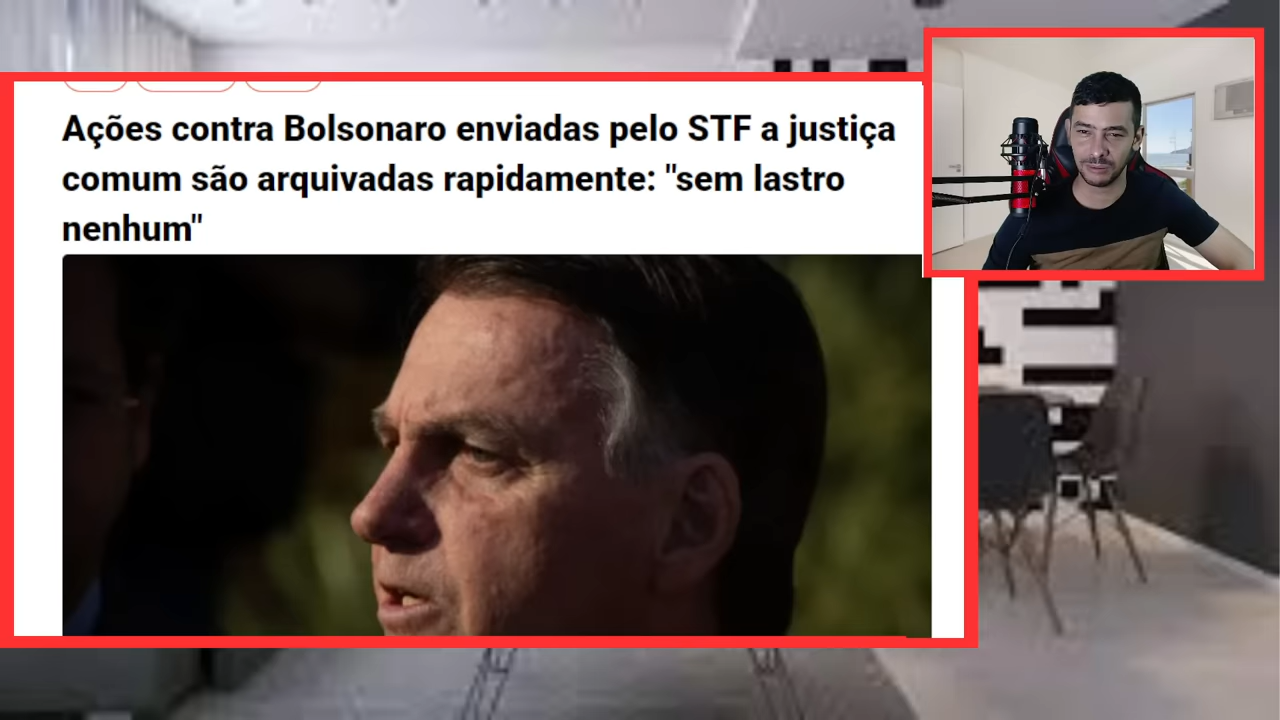 Ações contra Bolsonaro enviadas pelo STF a justiça
comum são arquivadas rapidamente: "sem lastro
nenhum"